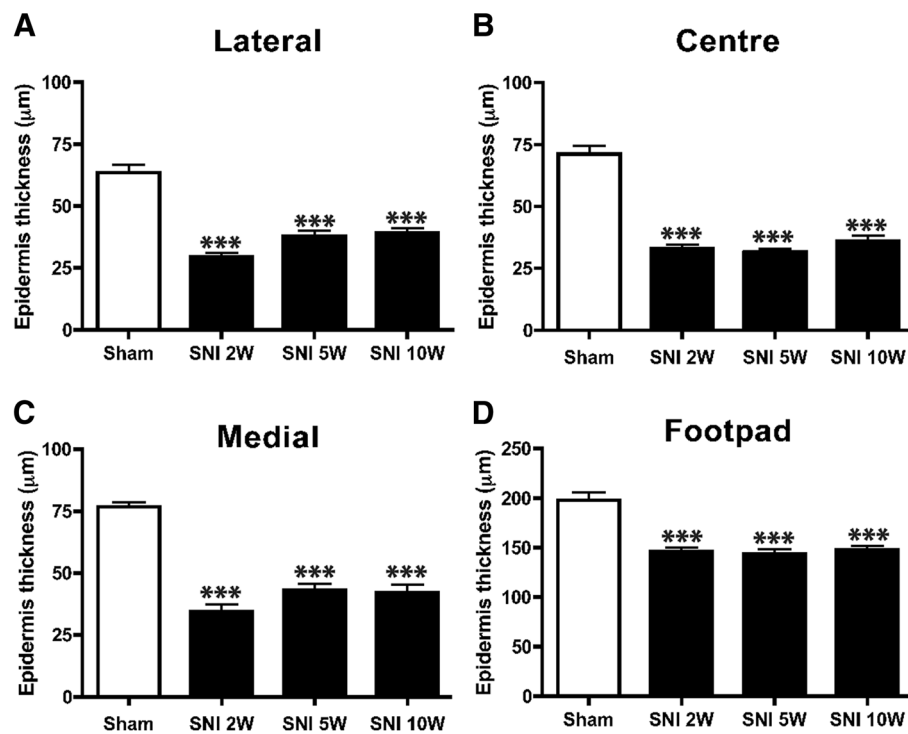 A
Lateral
Epidermis thickness (μm)
100
75
50
25
0
***
***
***
Sham
SNI 2W
SNI 5W
SNI 10W
B
Centre
Epidermis thickness (μm)
100
75
50
25
0
***
***
***
Sham
SNI 2W
SNI 5W
SNI 10W
C
Medial
Epidermis thickness (μm)
100
75
50
25
0
***
***
***
Sham
SNI 2W
SNI 5W
SNI 10W
D
Footpad
Epidermis thickness (μm)
250
200
150
100
50
0
***
***
***
Sham
SNI 2W
SNI 5W
SNI 10W